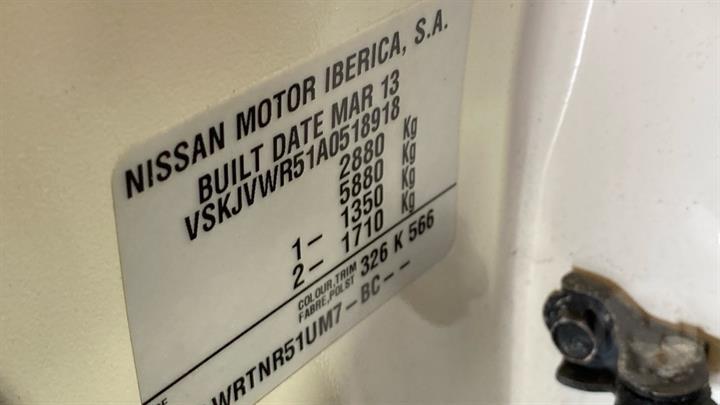 NISSAN MOTOR IBERICA, S.A.
BUILT DATE MAR 13
VSKJVWR51A0518918
2880 Kg
5880 Kg
1- 1350 Kg
2- 1710 Kg
COLOUR,TRIM
FABRE,POLST 326 K 566
WRTNR51UM7-BC--